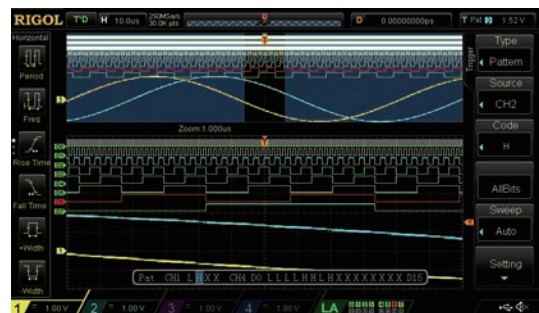 RIGOL T'D H 10.0us 250MSa/s 30.0K pts D 0.00000000ps T Pat 1.52V
Horizontal
Period
Freq
Rise Time
Fall Time
+Width
-Width
Zoom:1.000us
Pat CH1 L H X X CH4 D0 L L L L H H L H X X X X X X X X D15
Trigger
Type
Pattern
Source
CH2
Code
H
AllBits
Sweep
Auto
Setting
1 = 1.00V 2 = 1.00V 3 = 1.00V 4 = 1.00V LA